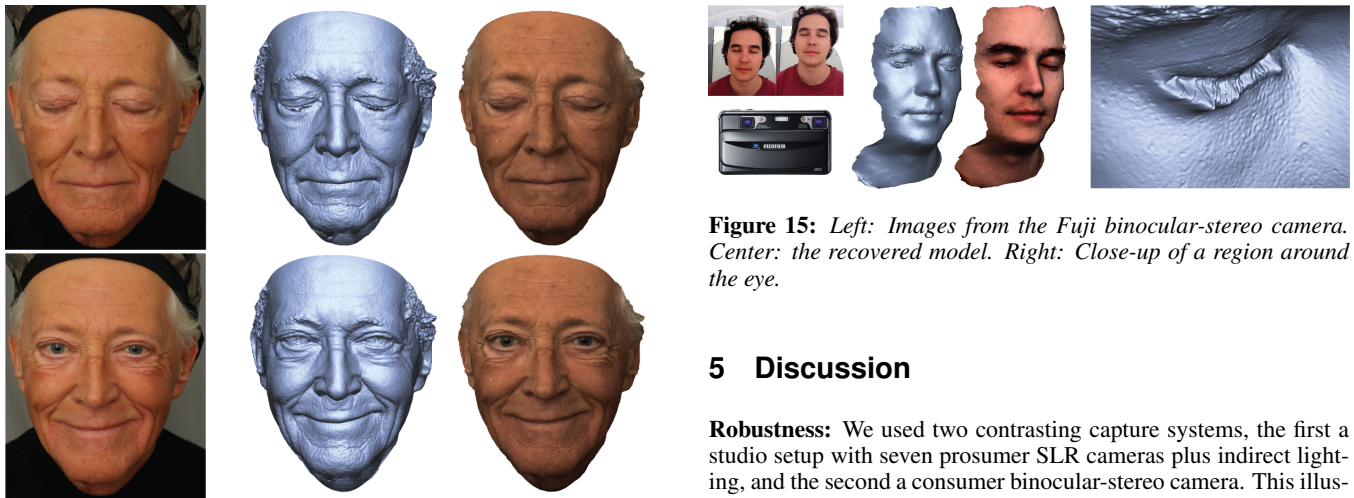 FUJIFILM
3D
Figure 15: Left: Images from the Fuji binocular-stereo camera.
Center: the recovered model. Right: Close-up of a region around
the eye.
5 Discussion
Robustness: We used two contrasting capture systems, the first a
studio setup with seven prosumer SLR cameras plus indirect light-
ing, and the second a consumer binocular-stereo camera. This illus-